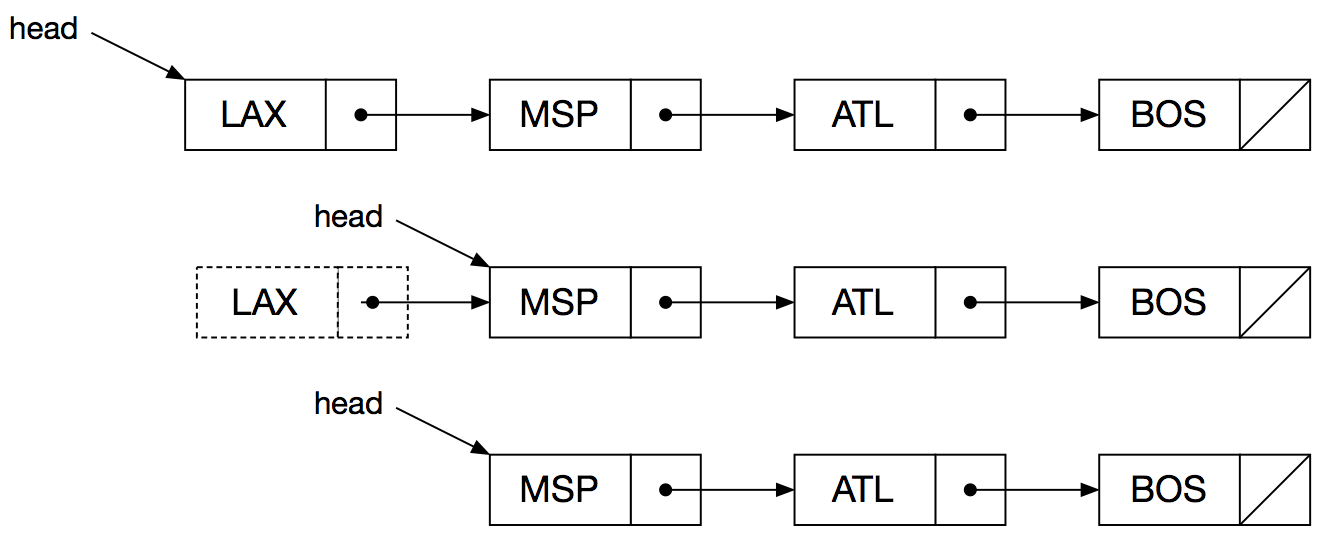 head
LAX MSP ATL BOS
head
LAX MSP ATL BOS
head
MSP ATL BOS